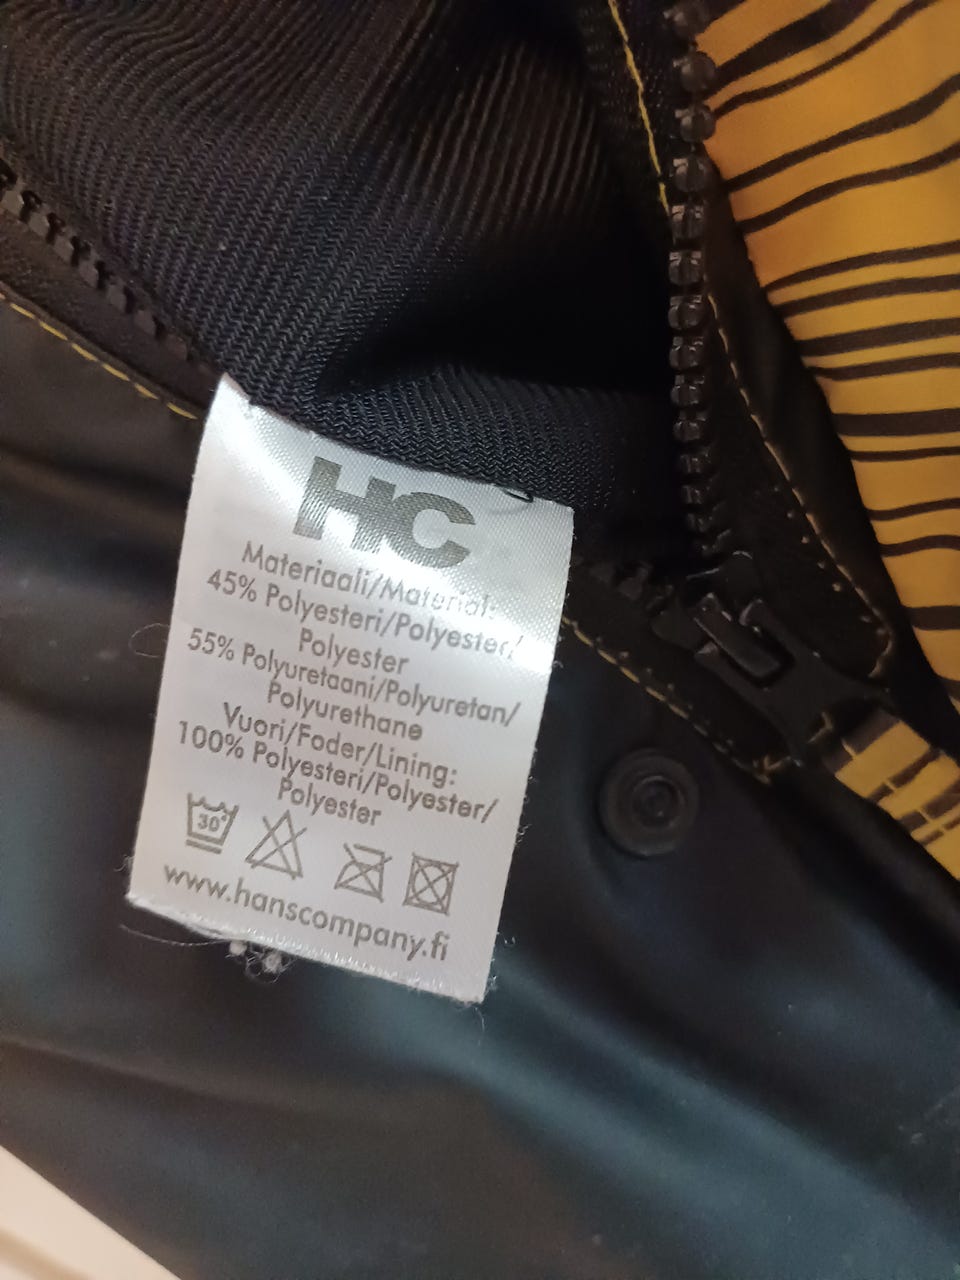 HC
Materiaali/Material:
45% Polyesteri/Polyester/
Polyester
55% Polyuretaani/Polyuretan/
Polyurethane
Vuori/Foder/Lining:
100% Polyesteri/Polyester/
Polyester
30°
www.hanscompany.fi